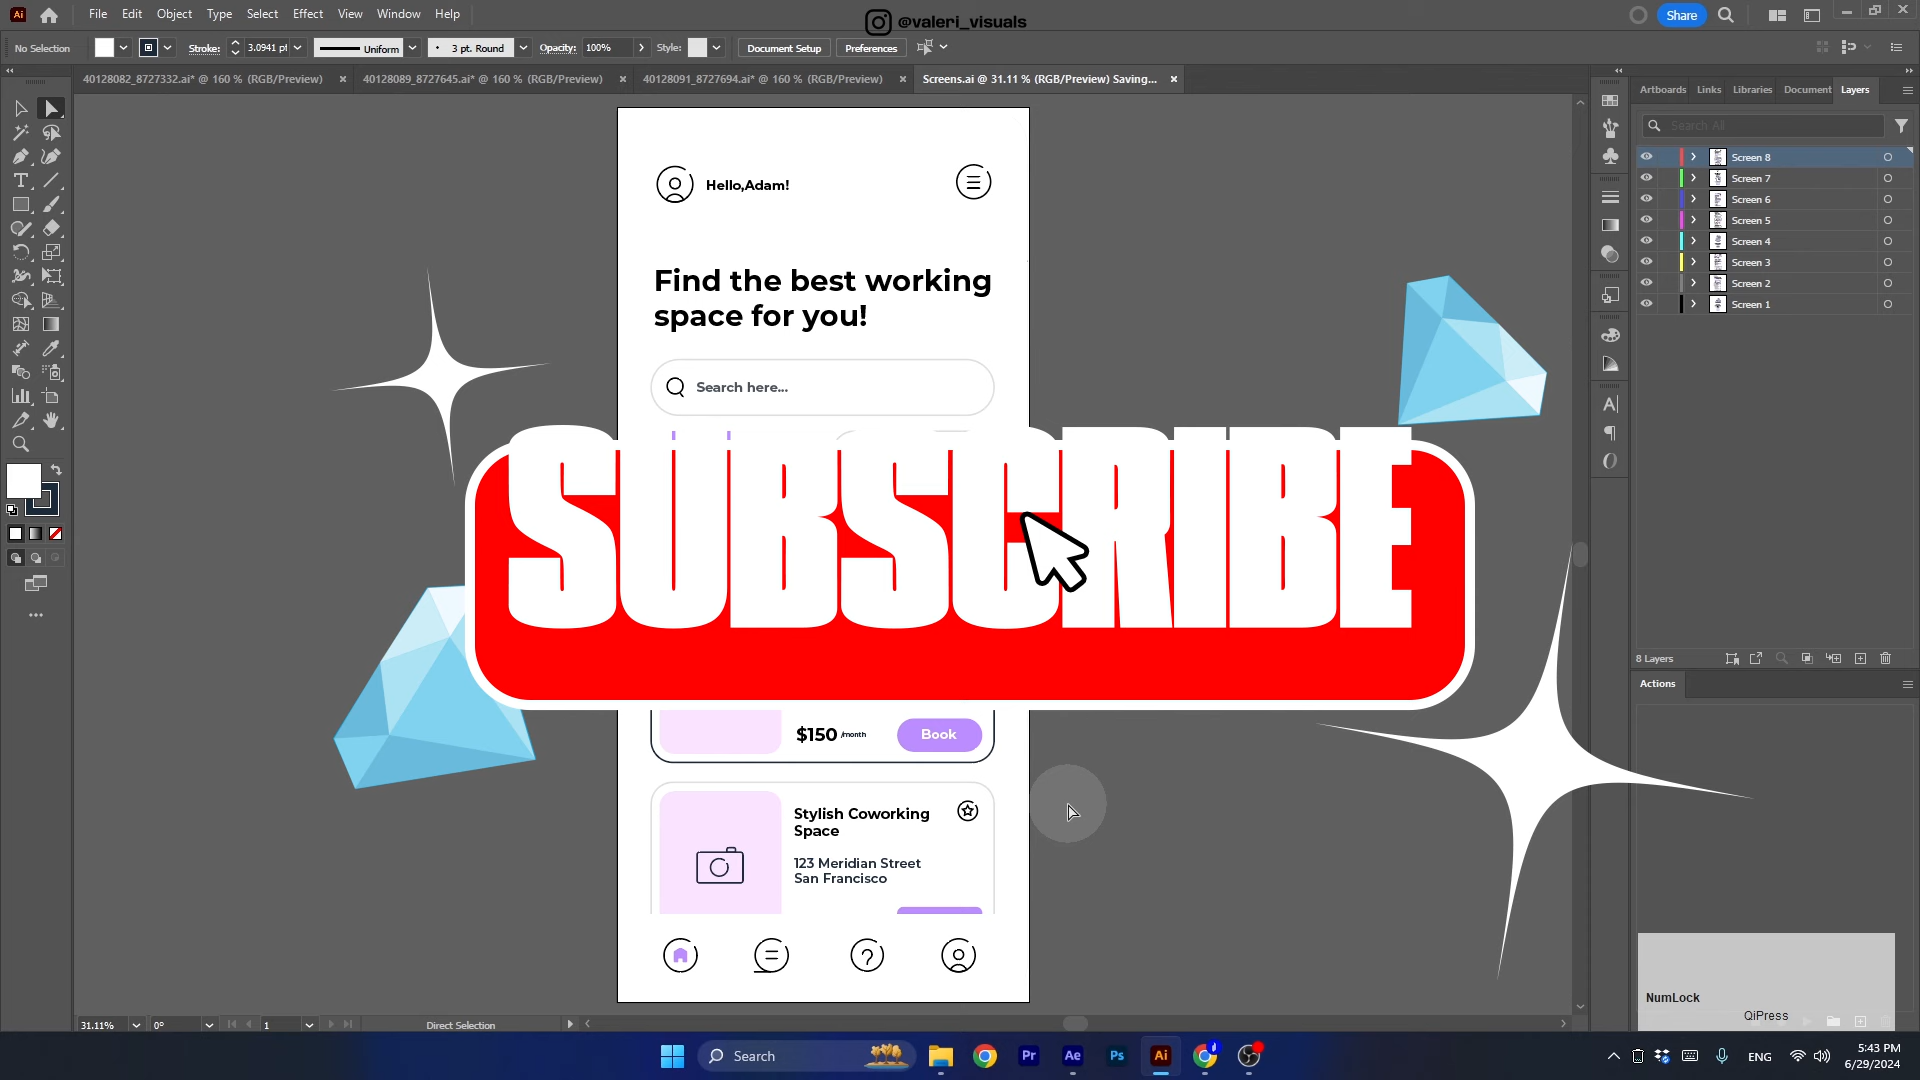 Ai
File Edit Object Type Select Effect View Window Help
@valeri_visuals
Share
No Selection
Stroke:
3.0941 pt
Uniform
3 pt. Round
Opacity:
100%
Style:
Document Setup
Preferences
40128082_8727332.ai* @ 160 % (RGB/Preview)
40128089_8727645.ai* @ 160 % (RGB/Preview)
40128091_8727694.ai* @ 160 % (RGB/Preview)
Screens.ai @ 31.11 % (RGB/Preview) Saving...
Artboards Links Libraries Document Layers
Search All
Screen 8
Screen 7
Screen 6
Screen 5
Screen 4
Screen 3
Screen 2
Screen 1
8 Layers
Actions
Hello,Adam!
Find the best working
space for you!
Search here...
SUBSCRIBE
$150 /month
Book
Stylish Coworking
Space
123 Meridian Street
San Francisco
NumLock
QiPress
31.11%
0°
1
Direct Selection
Search
Pr
Ae
Ps
Ai
ENG
5:43 PM
6/29/2024